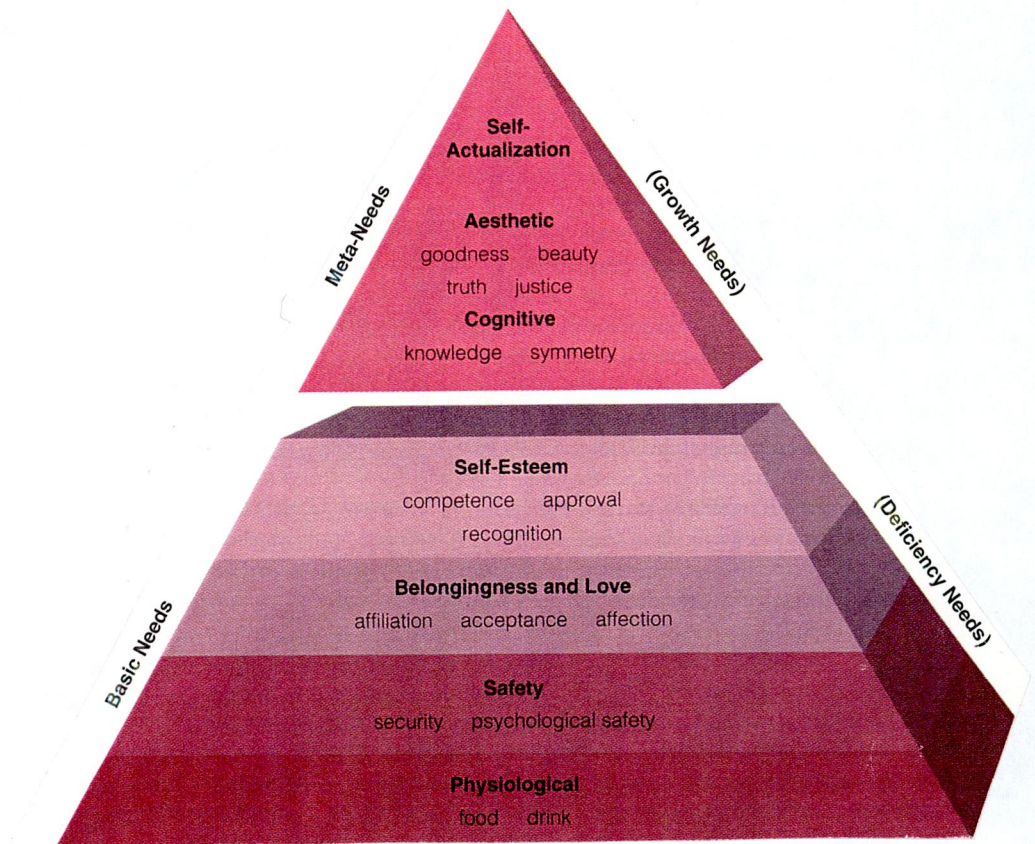 Self-
Actualization
Meta-Needs
(Growth Needs)
Aesthetic
goodness beauty
truth justice
Cognitive
knowledge symmetry
Self-Esteem
competence approval
recognition
(Deficiency Needs)
Belongingness and Love
affiliation acceptance affection
Basic Needs
Safety
security psychological safety
Physiological
food drink